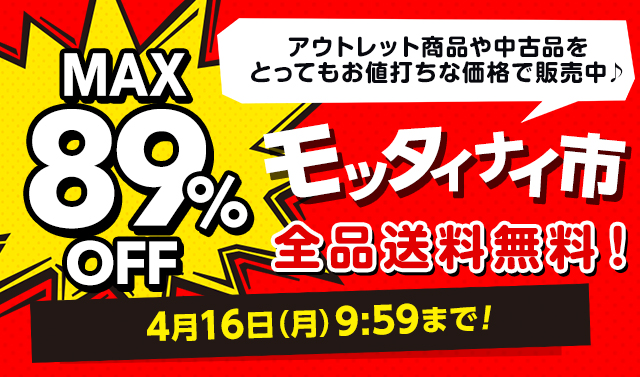 アウトレット商品や中古品を
とってもお値打ちな価格で販売中♪
MAX
89%
OFF
モッタイナイ市
全品送料無料!
4月16日(月)9:59まで!